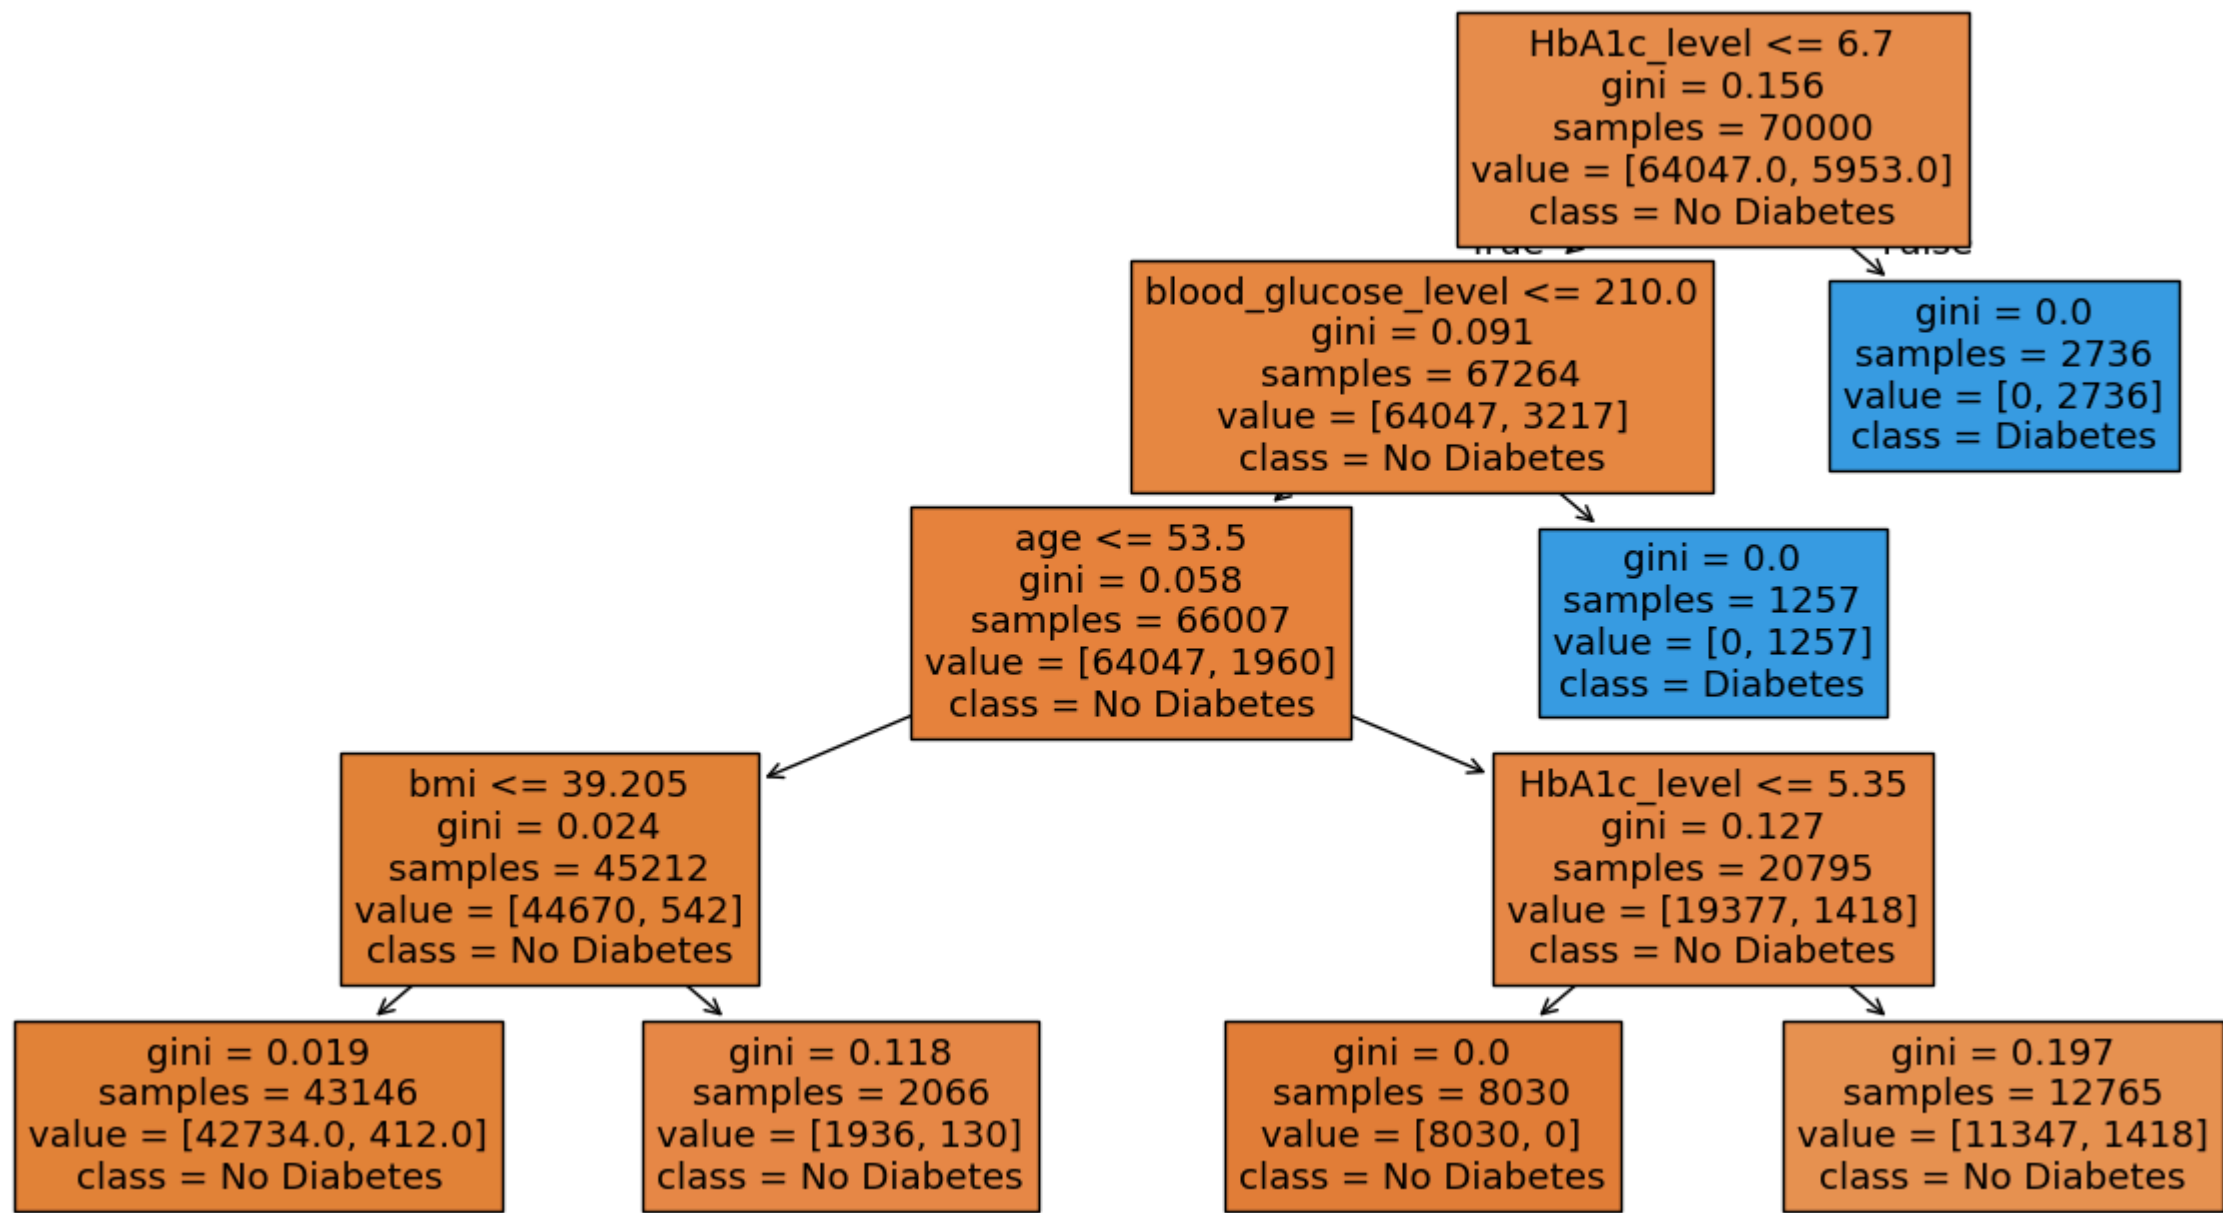 HbA1c_level <= 6.7
gini = 0.156
samples = 70000
value = [64047.0, 5953.0]
class = No Diabetes
True
False
blood_glucose_level <= 210.0
gini = 0.091
samples = 67264
value = [64047, 3217]
class = No Diabetes
gini = 0.0
samples = 2736
value = [0, 2736]
class = Diabetes
age <= 53.5
gini = 0.058
samples = 66007
value = [64047, 1960]
class = No Diabetes
gini = 0.0
samples = 1257
value = [0, 1257]
class = Diabetes
bmi <= 39.205
gini = 0.024
samples = 45212
value = [44670, 542]
class = No Diabetes
HbA1c_level <= 5.35
gini = 0.127
samples = 20795
value = [19377, 1418]
class = No Diabetes
gini = 0.019
samples = 43146
value = [42734.0, 412.0]
class = No Diabetes
gini = 0.118
samples = 2066
value = [1936, 130]
class = No Diabetes
gini = 0.0
samples = 8030
value = [8030, 0]
class = No Diabetes
gini = 0.197
samples = 12765
value = [11347, 1418]
class = No Diabetes